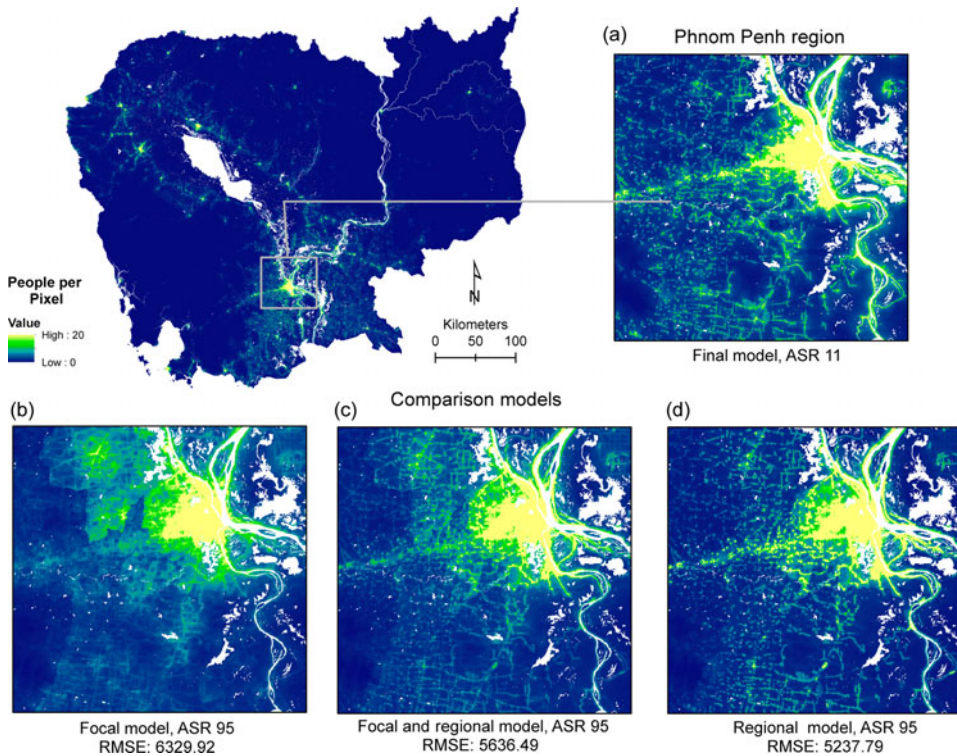 (a)
Phnom Penh region
People per
Pixel
Value
High : 20
Low : 0
N
Kilometers
0 50 100
Final model, ASR 11
Comparison models
(b)
(c)
(d)
Focal model, ASR 95
RMSE: 6329.92
Focal and regional model, ASR 95
RMSE: 5636.49
Regional model, ASR 95
RMSE: 5237.79